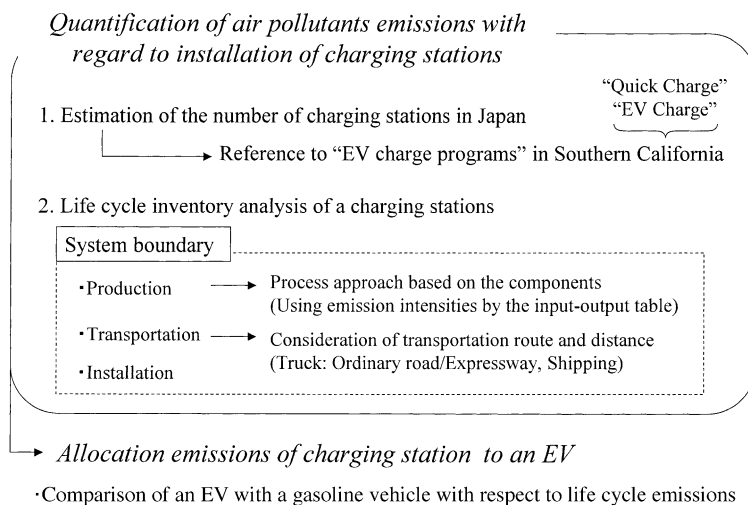 Quantification of air pollutants emissions with
regard to installation of charging stations
“Quick Charge”
“EV Charge”
1. Estimation of the number of charging stations in Japan
Reference to “EV charge programs” in Southern California
2. Life cycle inventory analysis of a charging stations
System boundary
・Production
Process approach based on the components
(Using emission intensities by the input-output table)
・Transportation
Consideration of transportation route and distance
(Truck: Ordinary road/Expressway, Shipping)
・Installation
Allocation emissions of charging station to an EV
・Comparison of an EV with a gasoline vehicle with respect to life cycle emissions